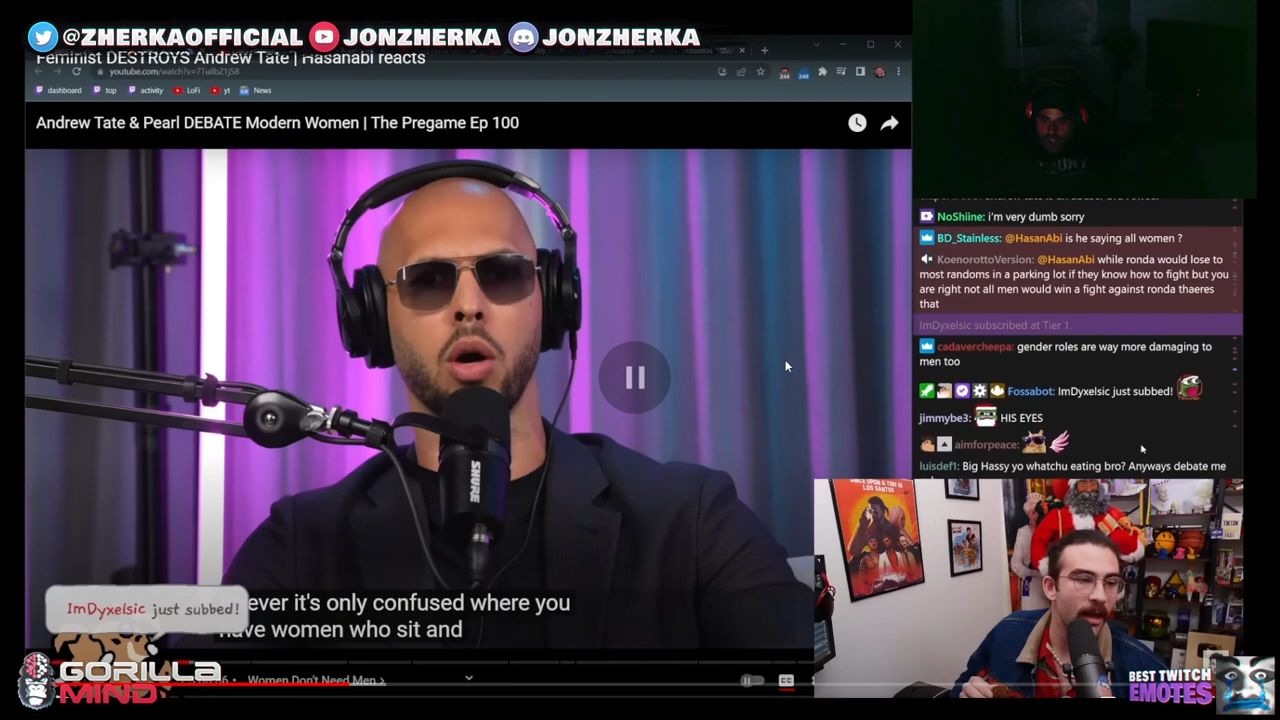 @ZHERKAOFFICIAL JONZHERKA JONZHERKA
Feminist DESTROYS Andrew Tate | Hasanabi reacts
dashboard top activity LoFi yt News
Andrew Tate & Pearl DEBATE Modern Women | The Pregame Ep 100
NoShiine: i'm very dumb sorry
BD_Stainless: @HasanAbi is he saying all women ?
KoenorottoVersion: @HasanAbi while ronda would lose to
most randoms in a parking lot if they know how to fight but you
are right not all men would win a fight against ronda thaeres
that
ImDyxelsic subscribed at Tier 1.
cadavercheepa: gender roles are way more damaging to
men too
Fossabot: ImDyxelsic just subbed!
jimmybe3: HIS EYES
aimforpeace:
luisdef1: Big Hassy yo whatchu eating bro? Anyways debate me
SHURE
ImDyxelsic just subbed!
ever it's only confused where you
have women who sit and
GORILLA
MIND
Women Don't Need Men >
CC
BEST TWITCH
EMOTES